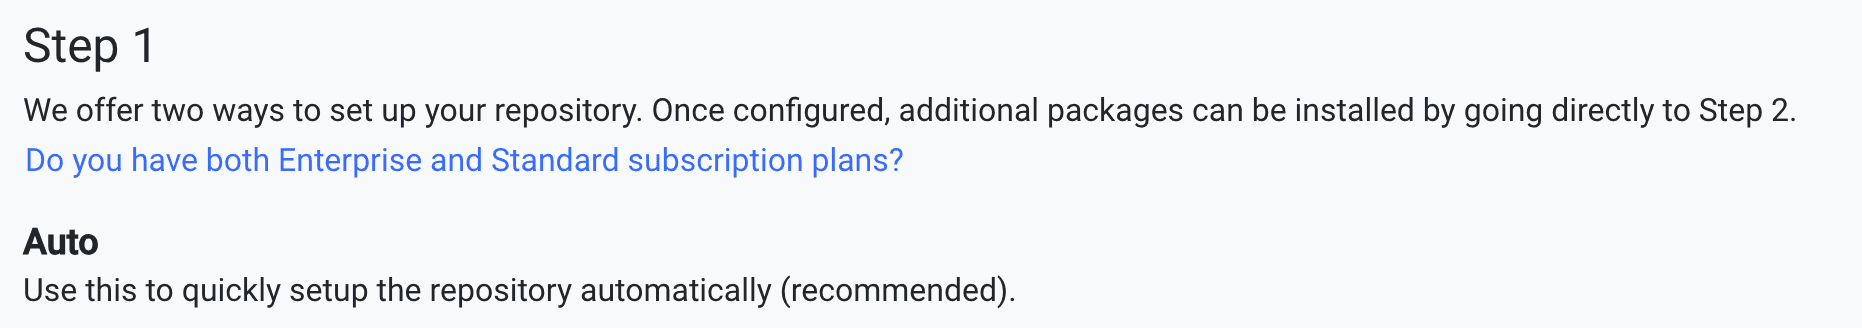 Step 1
We offer two ways to set up your repository. Once configured, additional packages can be installed by going directly to Step 2.
Do you have both Enterprise and Standard subscription plans?
Auto
Use this to quickly setup the repository automatically (recommended).